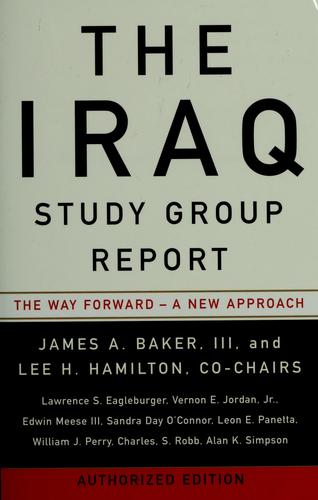 THE
IRAQ
STUDY GROUP
REPORT
THE WAY FORWARD – A NEW APPROACH
JAMES A. BAKER, III, and
LEE H. HAMILTON, CO-CHAIRS
Lawrence S. Eagleburger, Vernon E. Jordan, Jr.,
Edwin Meese III, Sandra Day O'Connor, Leon E. Panetta,
William J. Perry, Charles, S. Robb, Alan K. Simpson
AUTHORIZED EDITION